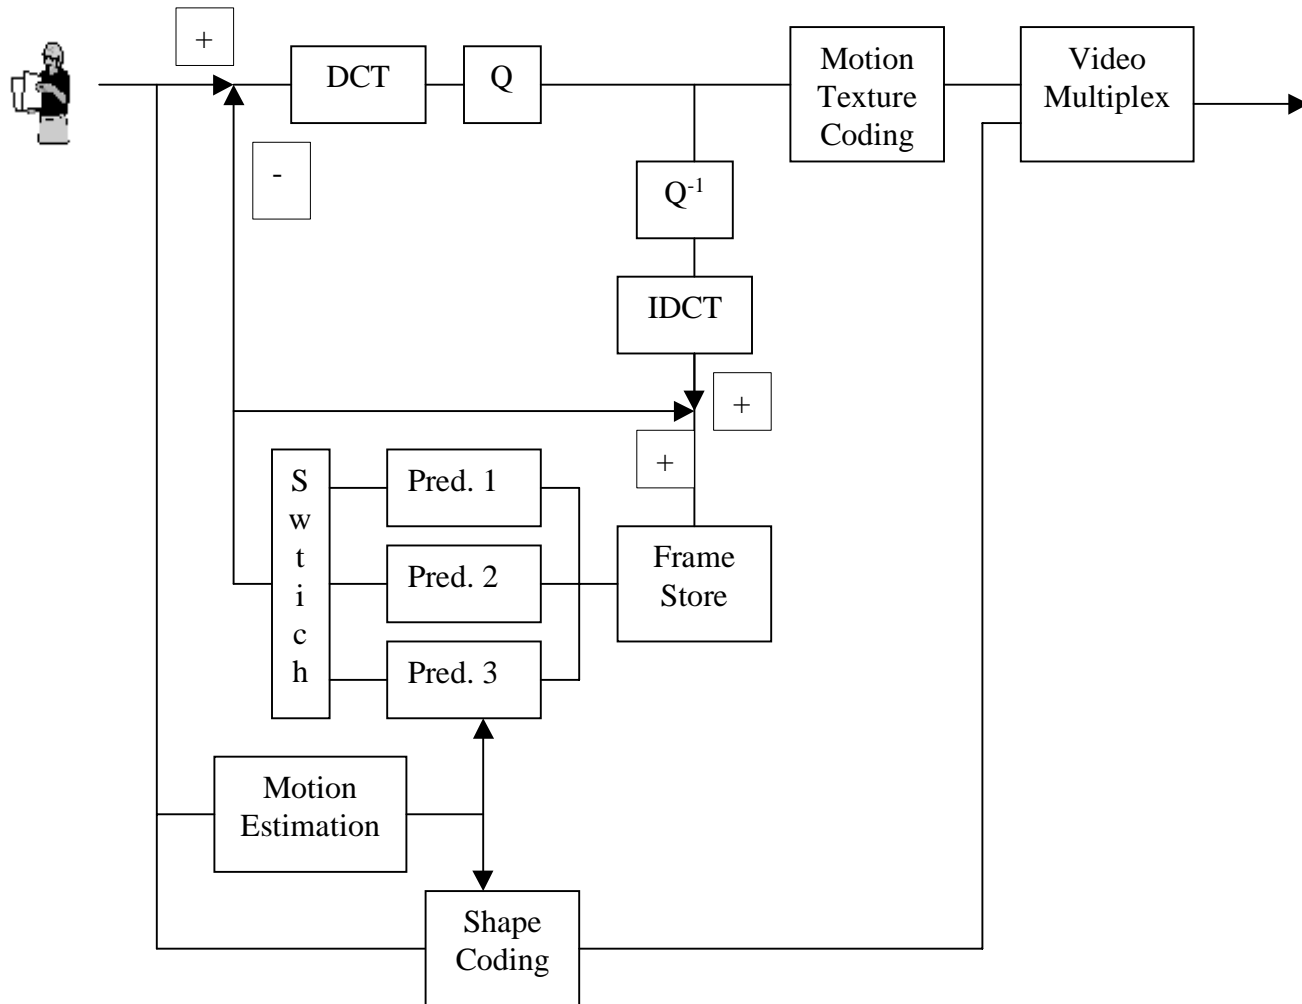 +
DCT
Q
Motion
Texture
Coding
Video
Multiplex
-
Q-1
IDCT
+
+
S
w
t
i
c
h
Pred. 1
Pred. 2
Pred. 3
Frame
Store
Motion
Estimation
Shape
Coding